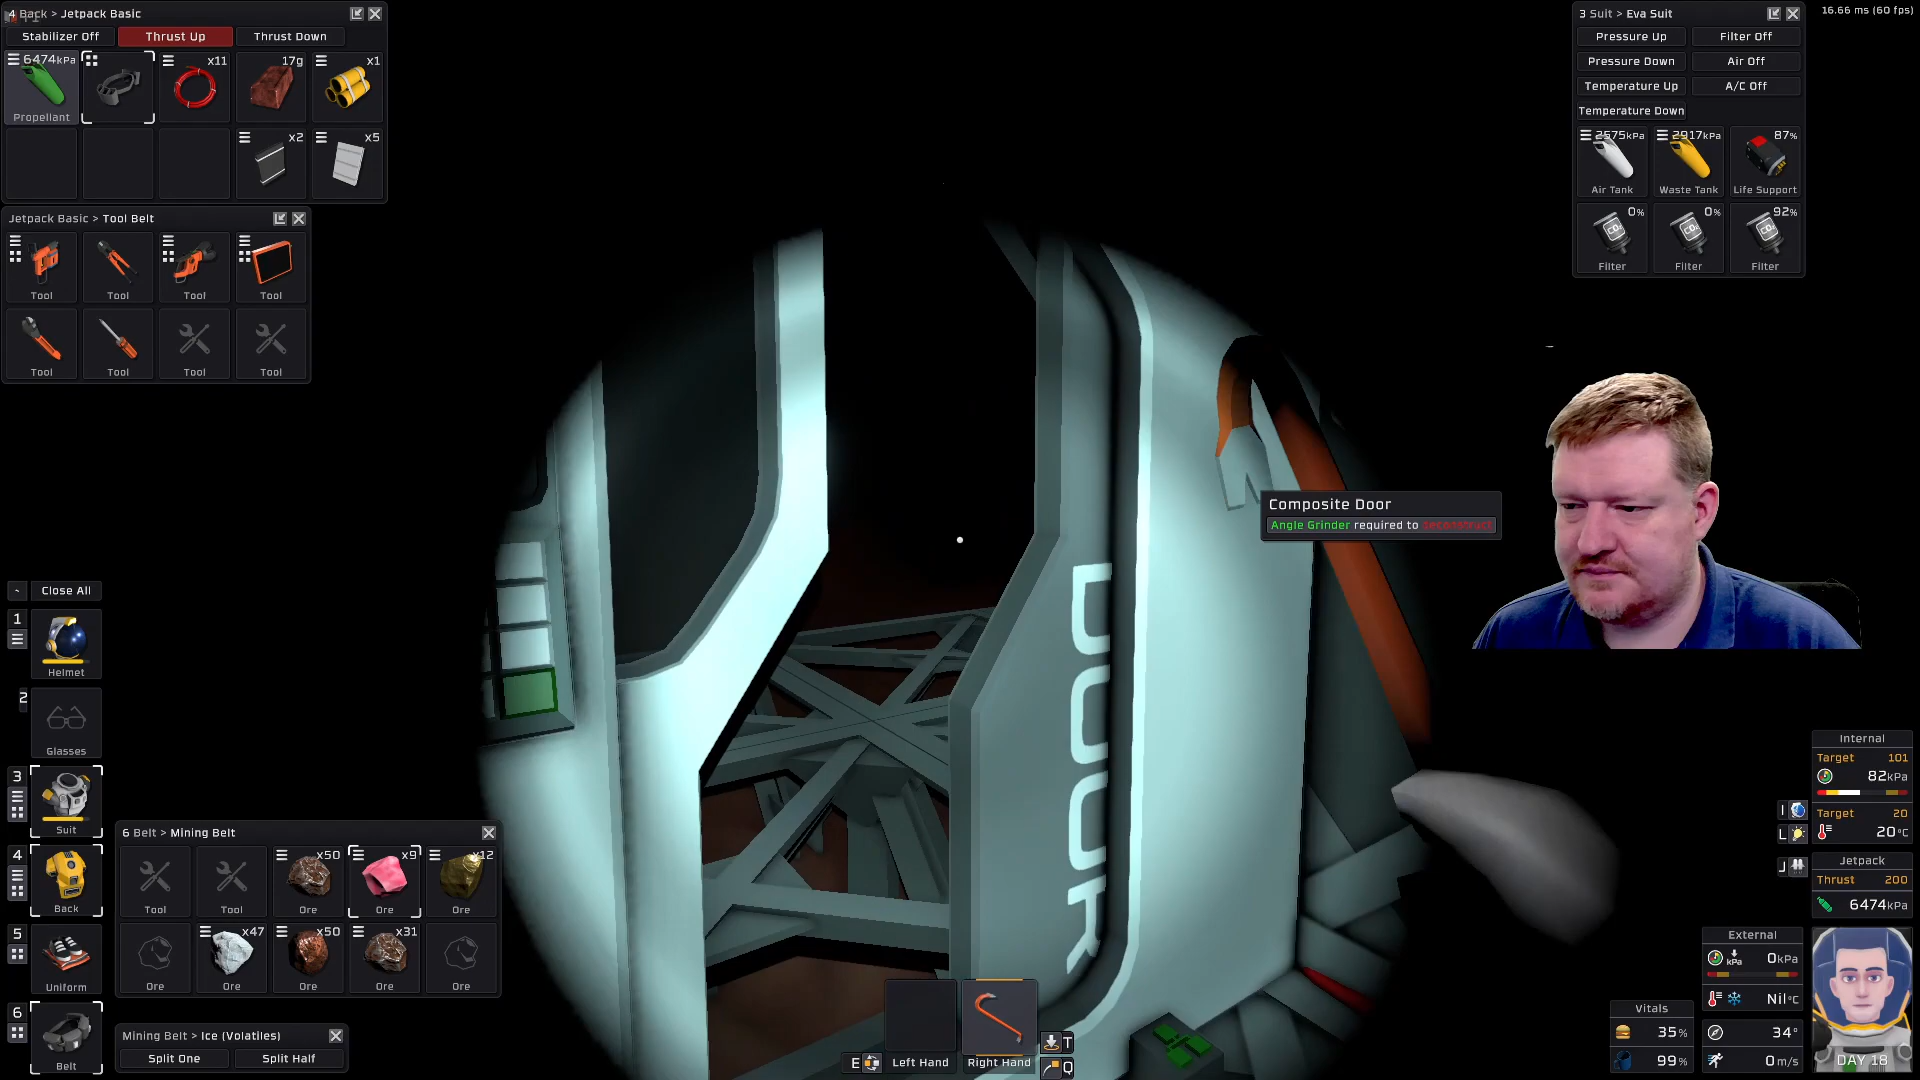 4 Back > Jetpack Basic
Stabilizer Off
Thrust Up
Thrust Down
6474kPa
x11
17g
x1
Propellant
x2
x5
Jetpack Basic > Tool Belt
Tool
Tool
Tool
Tool
Tool
Tool
Tool
Tool
3 Suit > Eva Suit
16.66 ms (60 fps)
Pressure Up
Filter Off
Pressure Down
Air Off
Temperature Up
A/C Off
Temperature Down
2575kPa
2917kPa
87%
Air Tank
Waste Tank
Life Support
0%
0%
92%
CO₂
CO₂
CO₂
Filter
Filter
Filter
Composite Door
Angle Grinder required to deconstruct
DOOR
~
Close All
1
Helmet
2
Glasses
3
Suit
4
Back
5
Uniform
6
Belt
6 Belt > Mining Belt
x50
x9
x12
Tool
Tool
Ore
Ore
Ore
x47
x50
x31
Ore
Ore
Ore
Ore
Ore
Mining Belt > Ice (Volatiles)
Split One
Split Half
E
Left Hand
Right Hand
T
Q
Internal
Target 101
82kPa
Target 20
20°C
I
L
J
Jetpack
Thrust 200
6474kPa
External
kPa
0kPa
Nil°C
Vitals
35%
34°
99%
0m/s
DAY 18